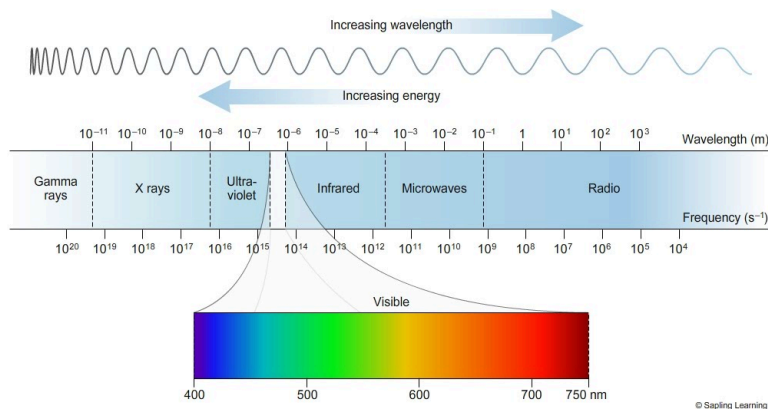 Increasing wavelength
Increasing energy
10⁻¹¹ 10⁻¹⁰ 10⁻⁹ 10⁻⁸ 10⁻⁷ 10⁻⁶ 10⁻⁵ 10⁻⁴ 10⁻³ 10⁻² 10⁻¹ 1 10¹ 10² 10³ Wavelength (m)
Gamma rays X rays Ultra-violet Infrared Microwaves Radio
Frequency (s⁻¹)
10²⁰ 10¹⁹ 10¹⁸ 10¹⁷ 10¹⁶ 10¹⁵ 10¹⁴ 10¹³ 10¹² 10¹¹ 10¹⁰ 10⁹ 10⁸ 10⁷ 10⁶ 10⁵ 10⁴
Visible
400 500 600 700 750 nm
© Sapling Learning